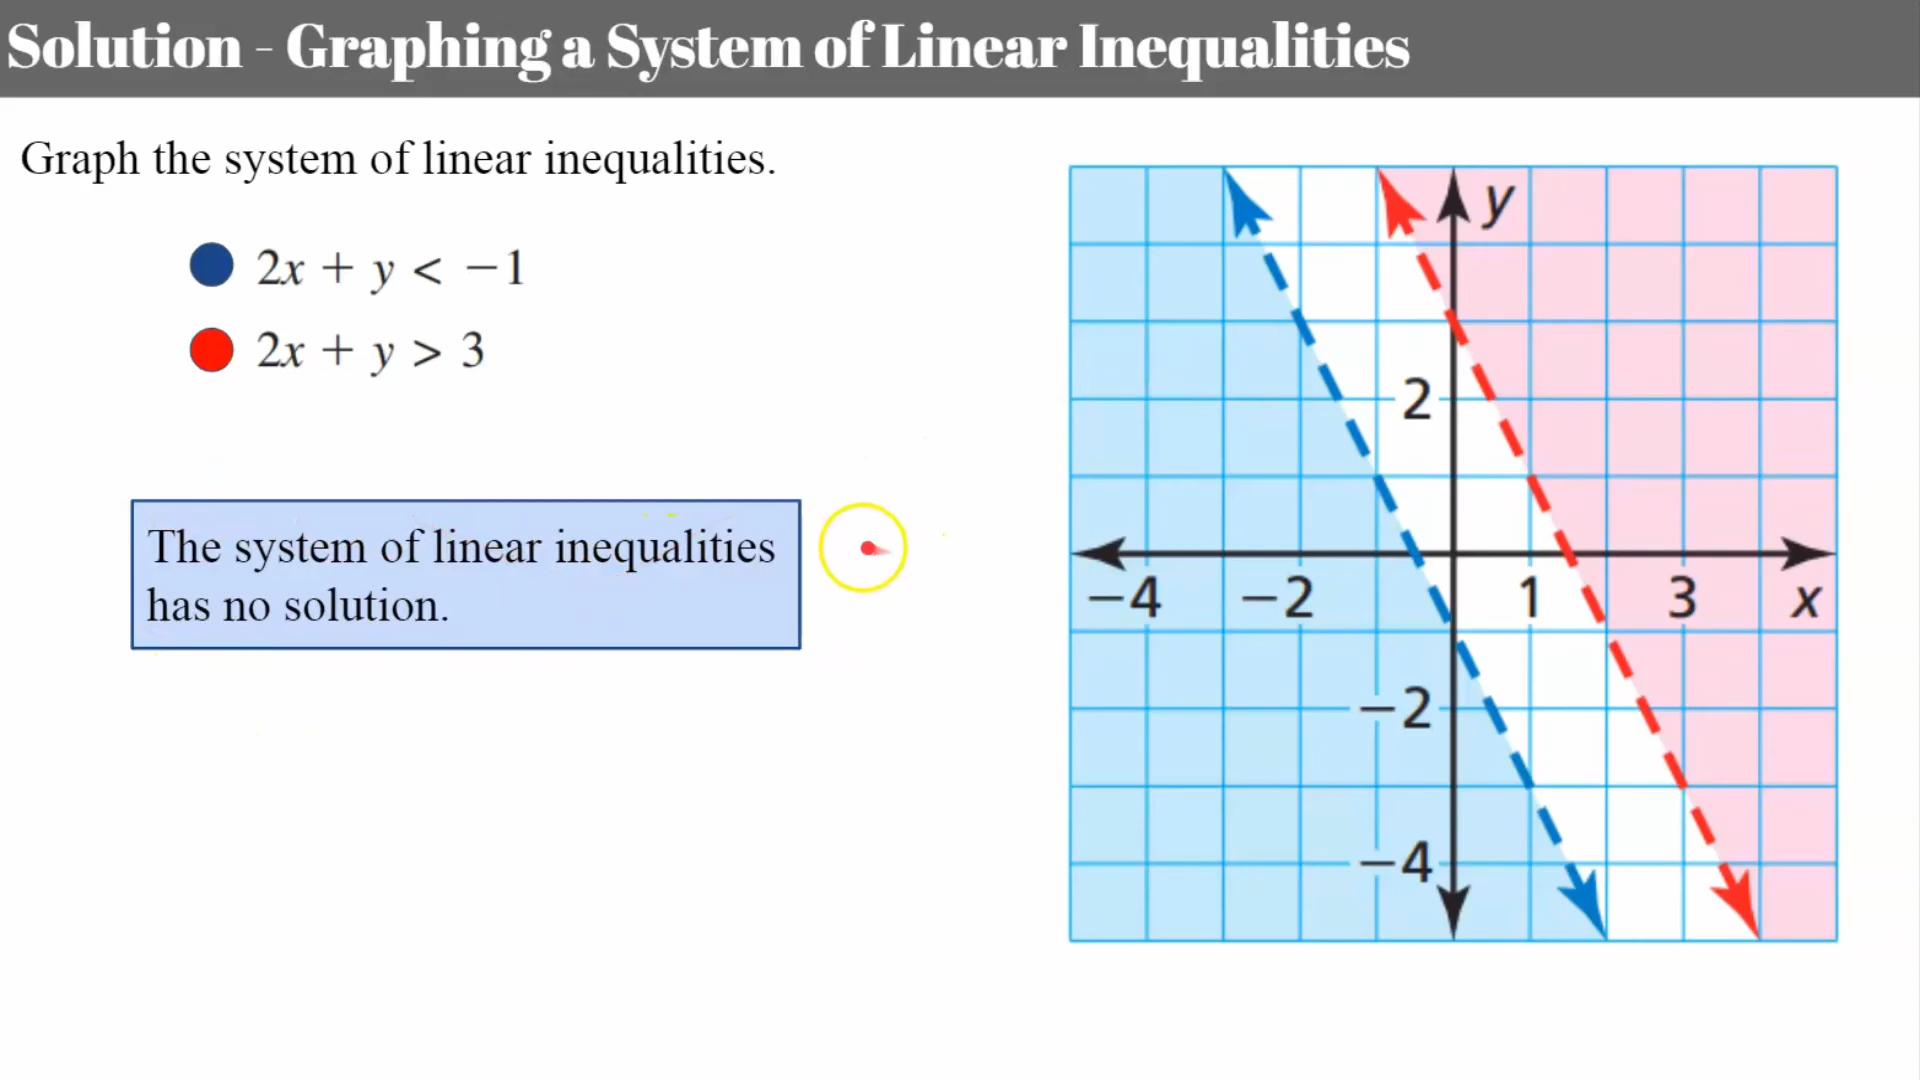 Solution - Graphing a System of Linear Inequalities
Graph the system of linear inequalities.
2x + y < −1
2x + y > 3
The system of linear inequalities
has no solution.
y
2
−4 −2 1 3 x
−2
−4